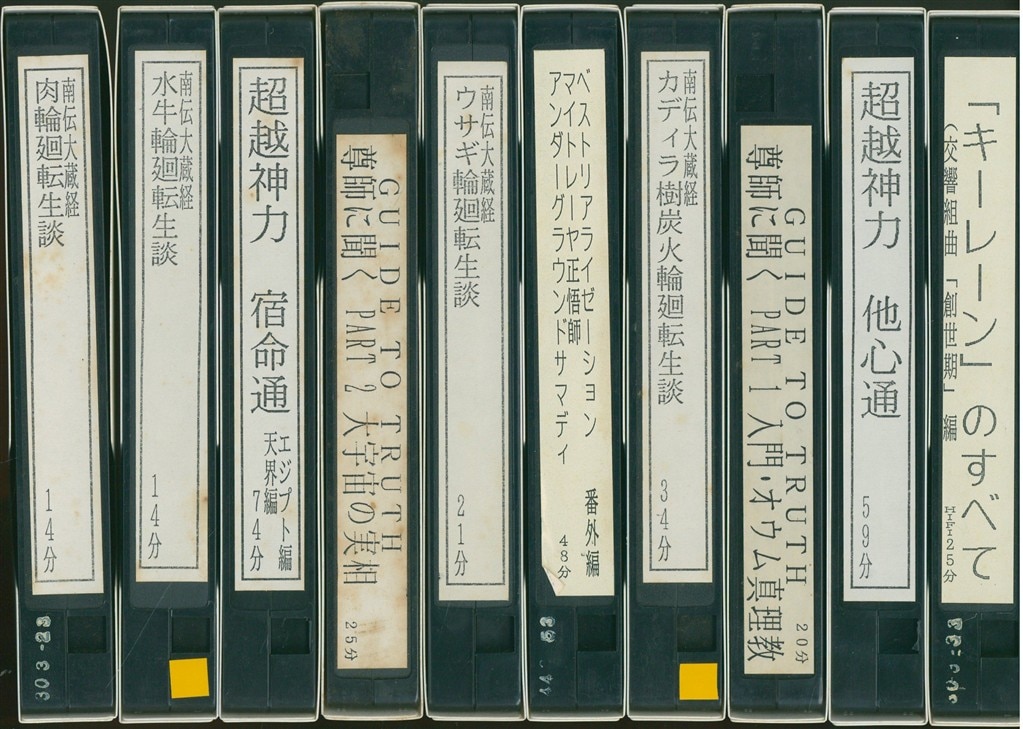 南伝大蔵経
肉輪廻転生談
14分
303-23
南伝大蔵経
水牛輪廻転生談
14分
超越神力　宿命通
エジプト編
天界編
74分
GUIDE TO TRUTH
尊師に聞く PART 2 大宇宙の実相
25分
南伝大蔵経
ウサギ輪廻転生談
21分
ベストリアライゼーション
マイトレーヤ正悟師
アンダーグラウンドサマディ
番外編
48分
南伝大蔵経
カディラ樹炭火輪廻転生談
34分
GUIDE TO TRUTH
尊師に聞く PART 1 入門・オウム真理教
20分
超越神力　他心通
59分
「キーレーン」のすべて
（交響組曲「創世期」編
HiFi25分